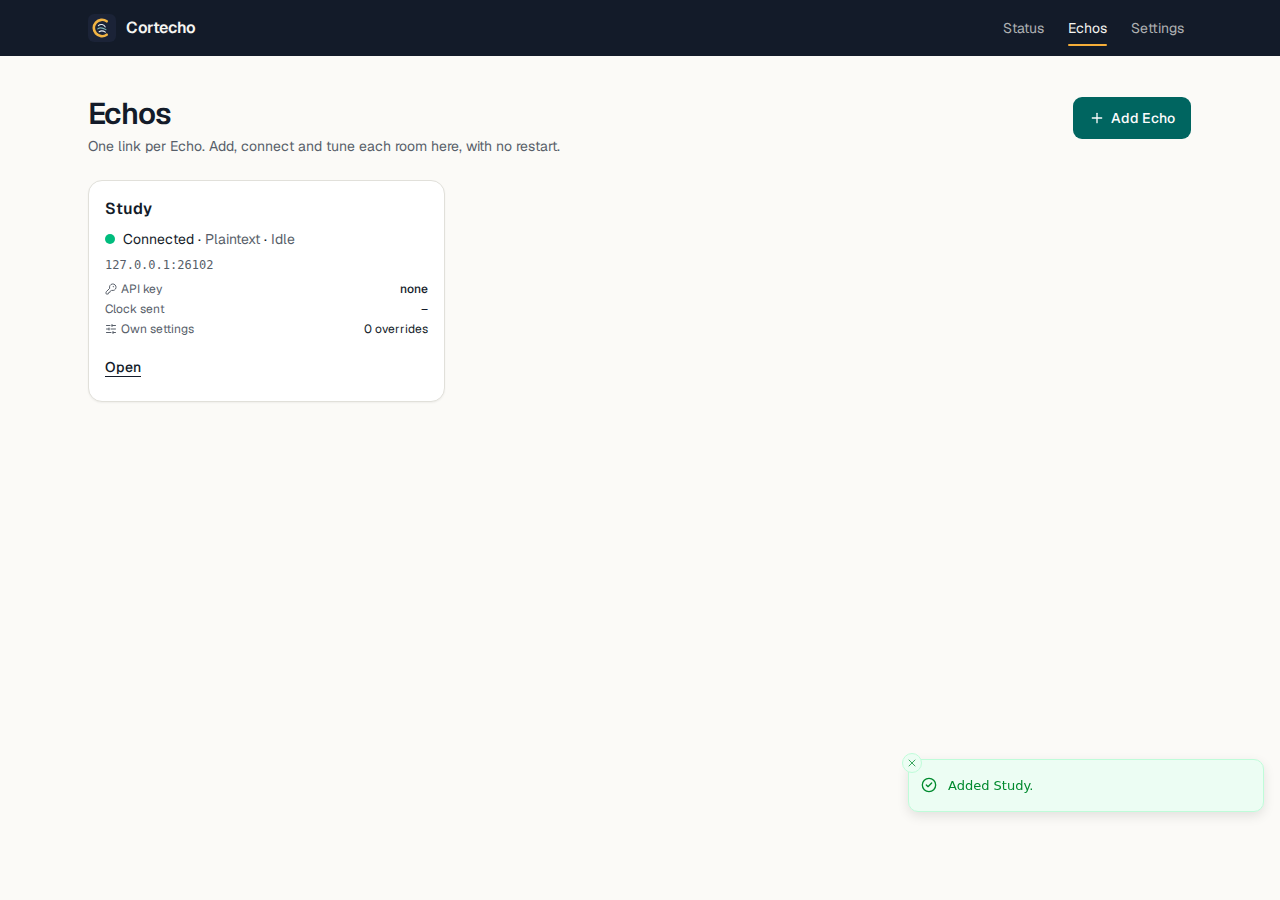 Cortecho
Status
Echos
Settings
Echos
Add Echo
One link per Echo. Add, connect and tune each room here, with no restart.
Study
Connected · Plaintext · Idle
127.0.0.1:26102
API key none
Clock sent –
Own settings 0 overrides
Open
Added Study.